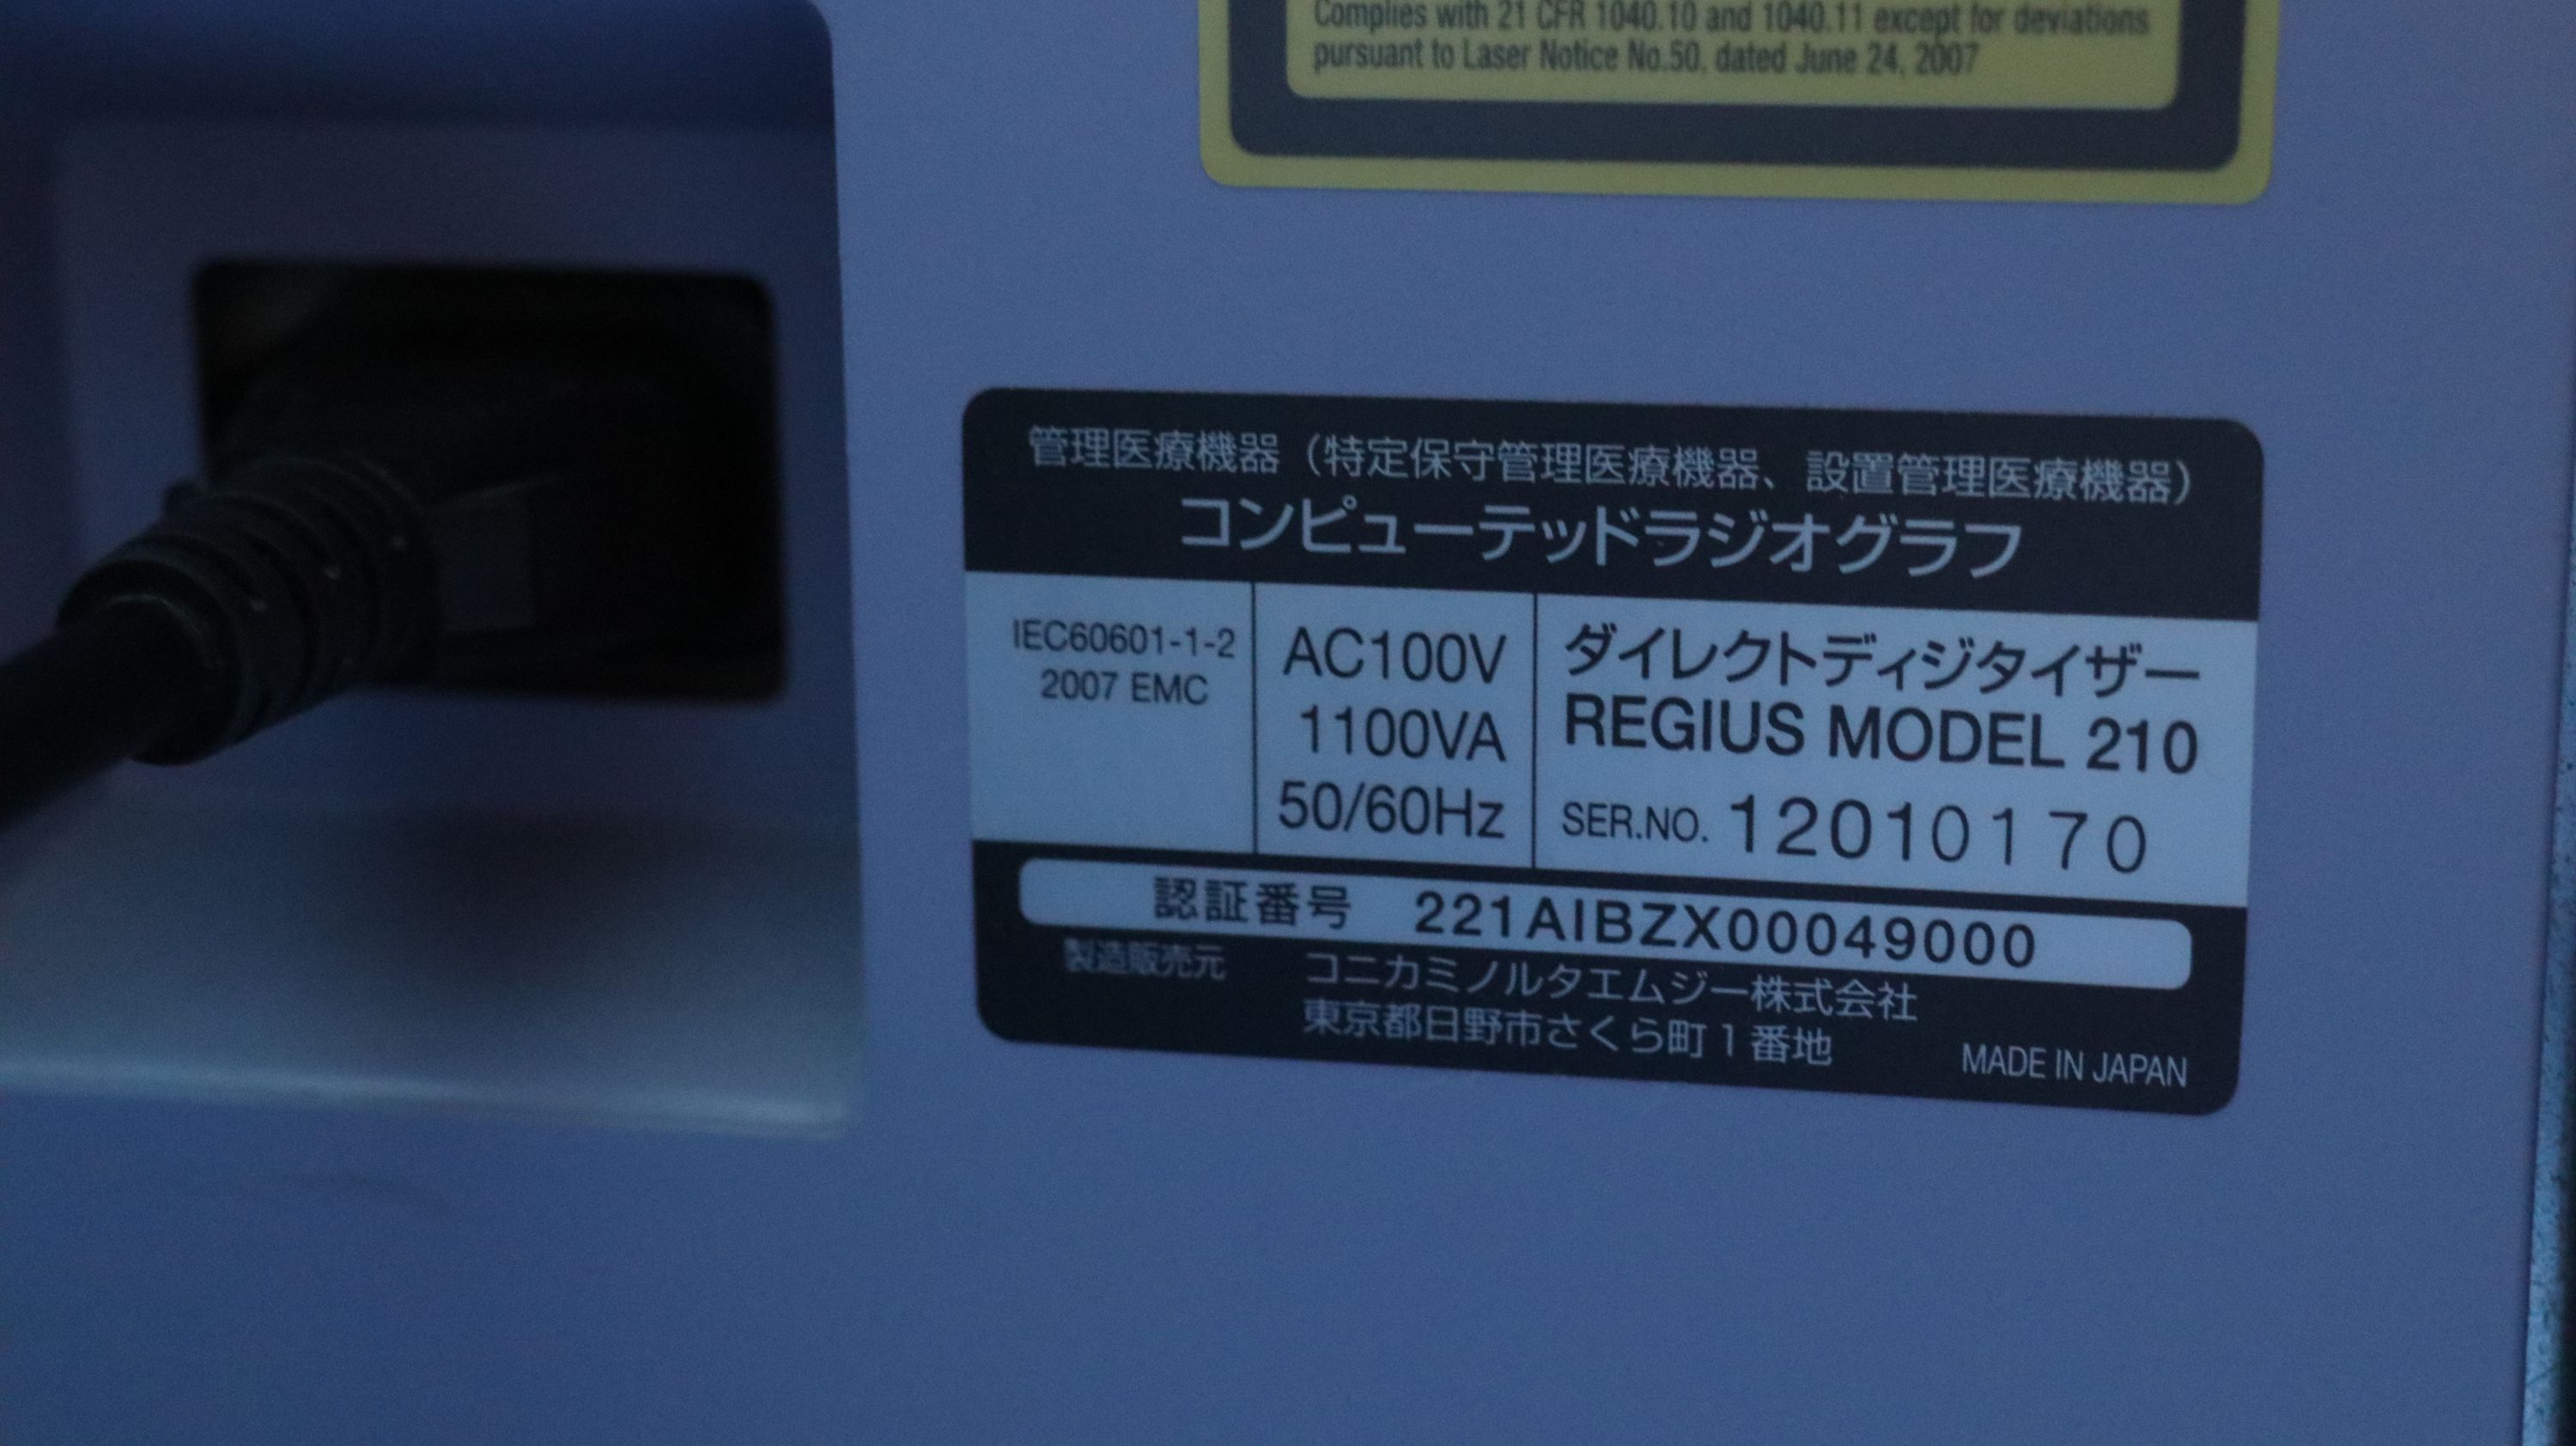 Complies with 21 CFR 1040.10 and 1040.11 except for deviations
pursuant to Laser Notice No.50, dated June 24, 2007
管理医療機器（特定保守管理医療機器、設置管理医療機器）
コンピューテッドラジオグラフ
IEC60601-1-2
2007 EMC
AC100V
1100VA
50/60Hz
ダイレクトディジタイザー
REGIUS MODEL 210
SER.NO. 12010170
認証番号 221AIBZX00049000
製造販売元 コニカミノルタエムジー株式会社
東京都日野市さくら町1番地
MADE IN JAPAN